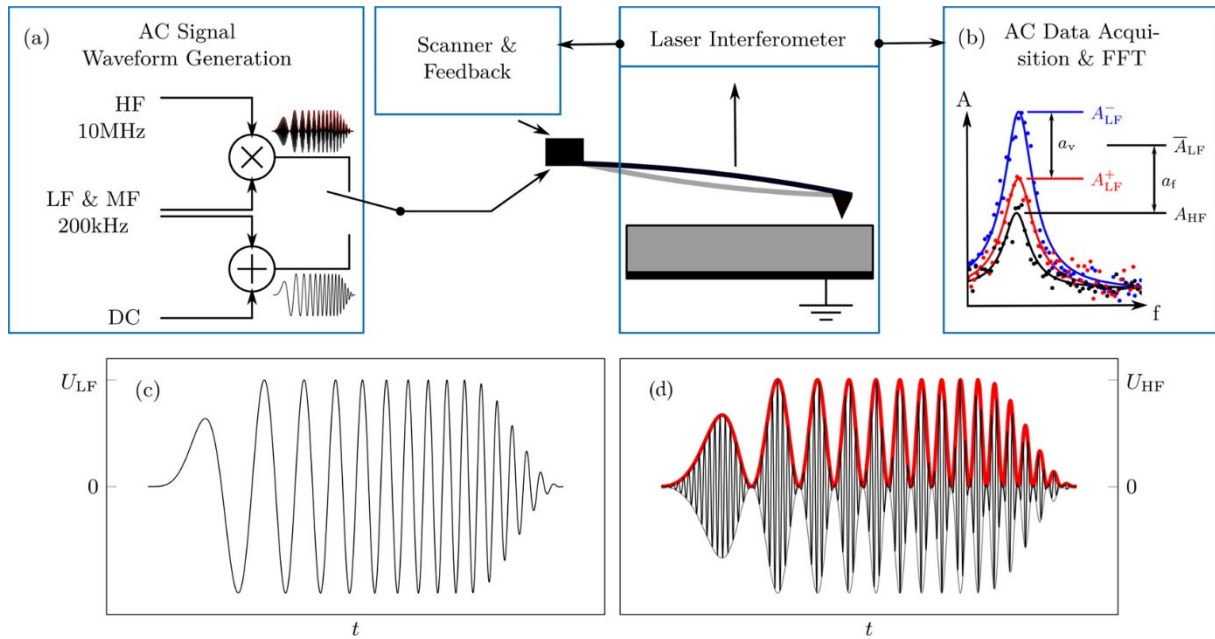 (a)
AC Signal
Waveform Generation
HF
10MHz
LF & MF
200kHz
DC
Scanner &
Feedback
Laser Interferometer
(b)
AC Data Acqui-
sition & FFT
A
A⁻LF
av
A̅LF
A⁺LF
af
AHF
f
(c)
ULF
0
t
(d)
UHF
0
t